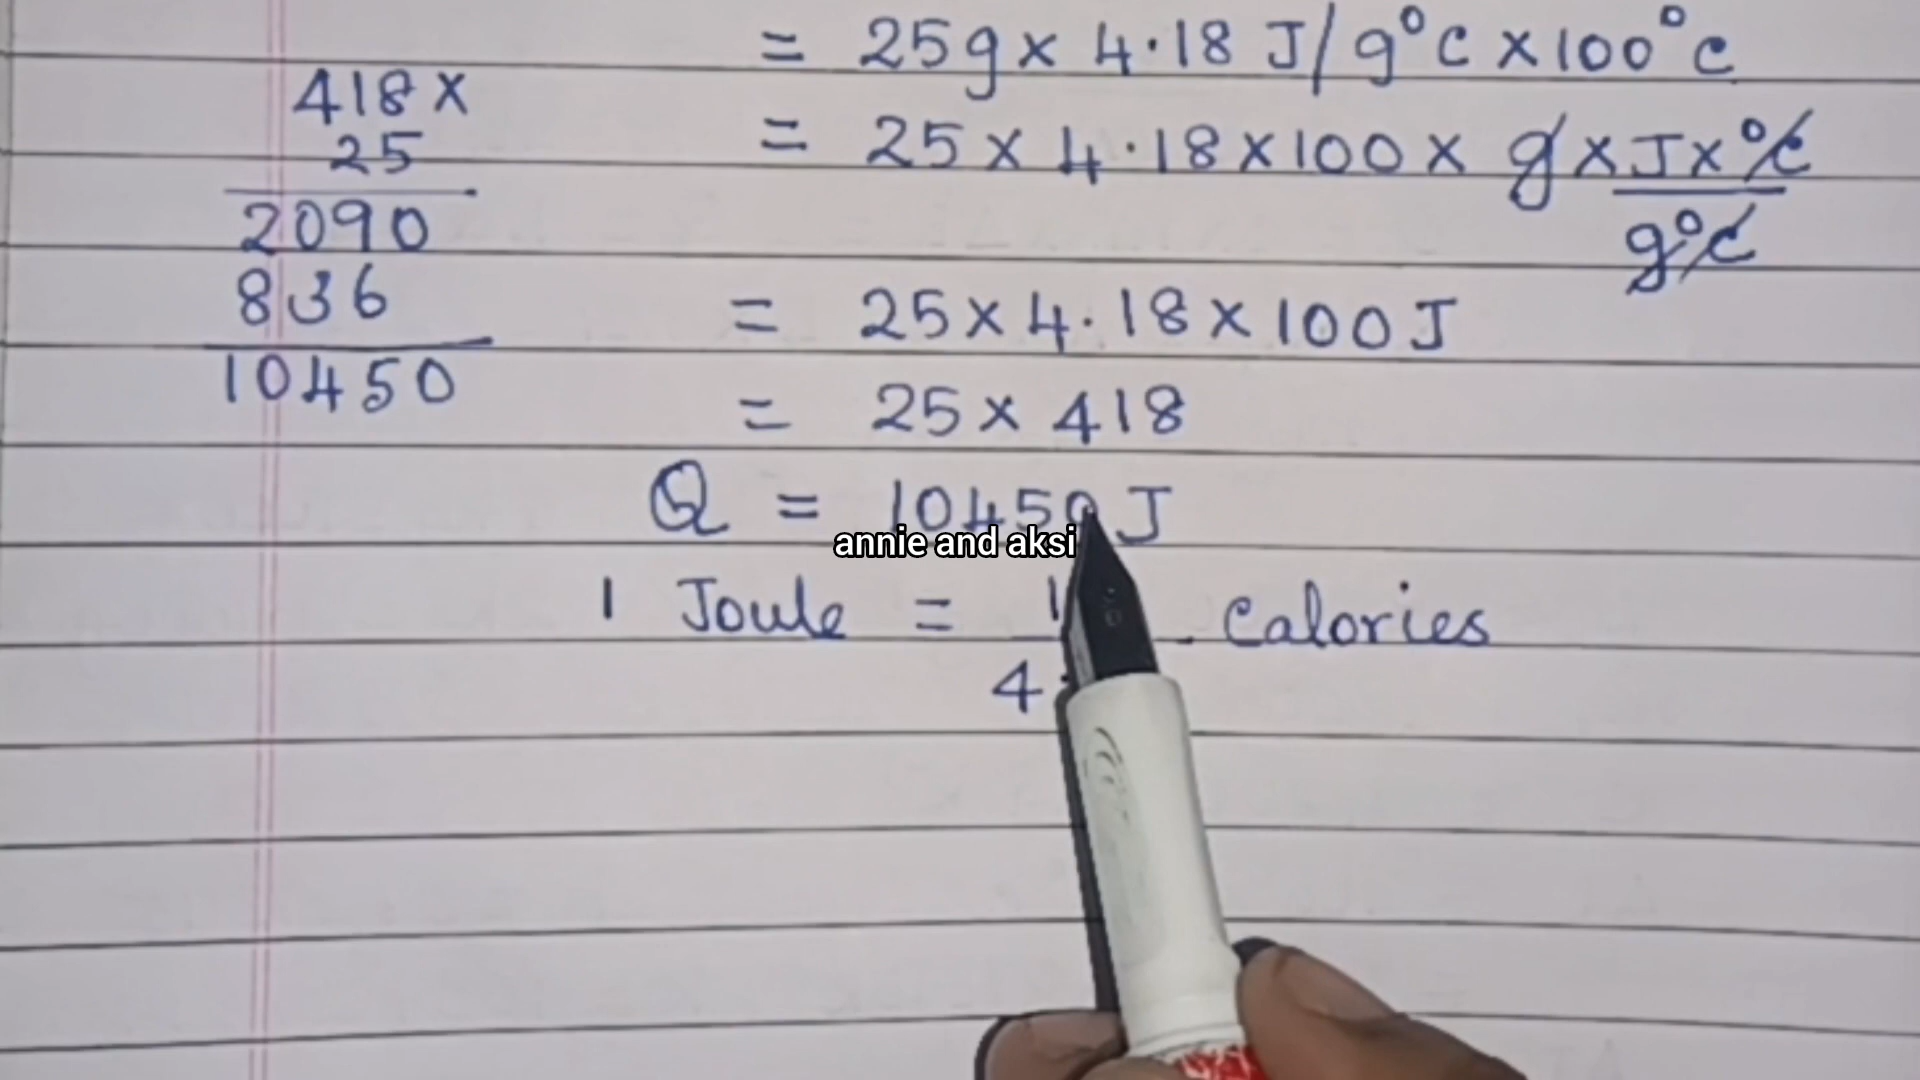 = 25g x 4.18 J/g°C x 100°C
= 25 x 4.18 x 100 x g x J x °C
g°C
418 x
25
2090
836
10450
= 25 x 4.18 x 100 J
= 25 x 418
Q = 10450 J
annie and aksi
1 Joule = 1 calories
4